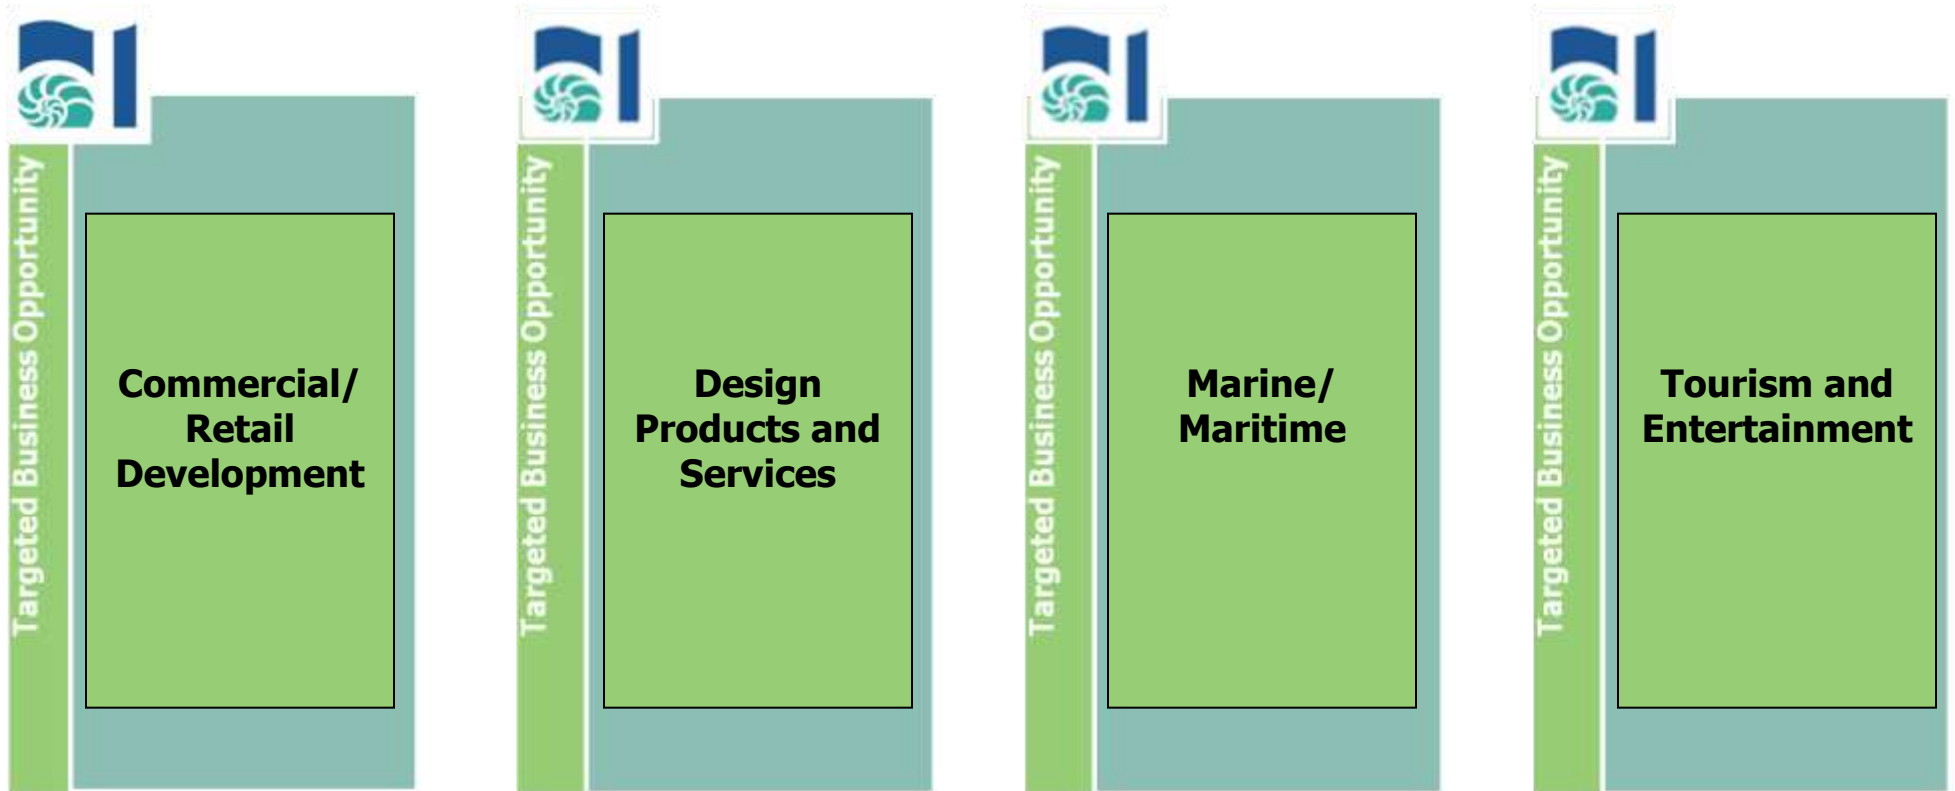 Targeted Business Opportunity
Commercial/
Retail
Development
Targeted Business Opportunity
Design
Products and
Services
Targeted Business Opportunity
Marine/
Maritime
Targeted Business Opportunity
Tourism and
Entertainment